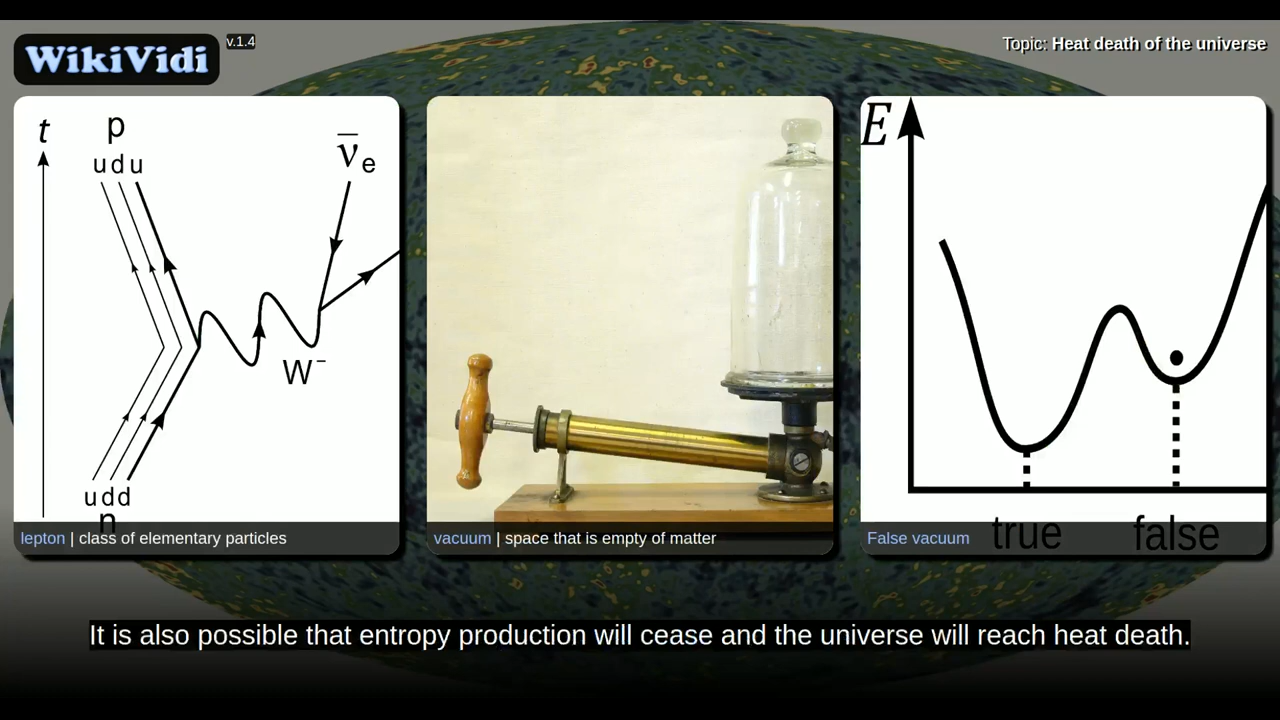 WikiVidi
v.1.4
Topic: Heat death of the universe
t
p
u d u
ν̅e
W⁻
u d d
n
lepton | class of elementary particles
vacuum | space that is empty of matter
E
true
false
False vacuum
It is also possible that entropy production will cease and the universe will reach heat death.